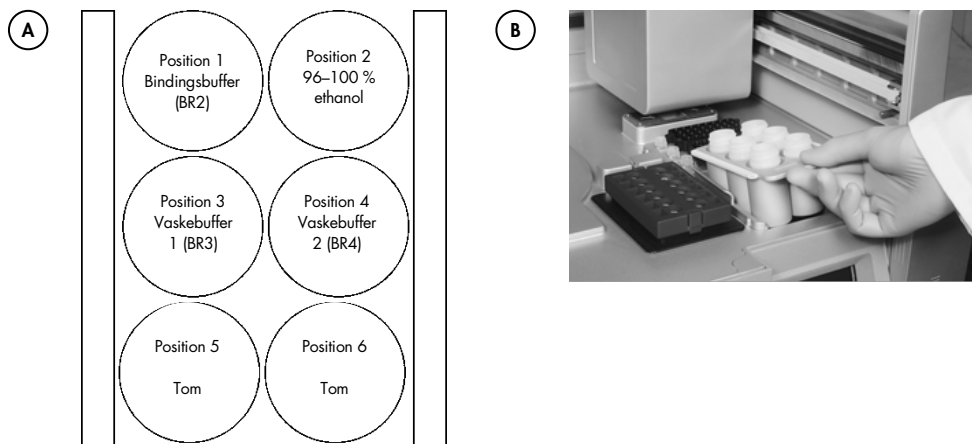 A
B
Position 1
Bindingsbuffer
(BR2)
Position 2
96–100 %
ethanol
Position 3
Vaskebuffer
1 (BR3)
Position 4
Vaskebuffer
2 (BR4)
Position 5
Tom
Position 6
Tom